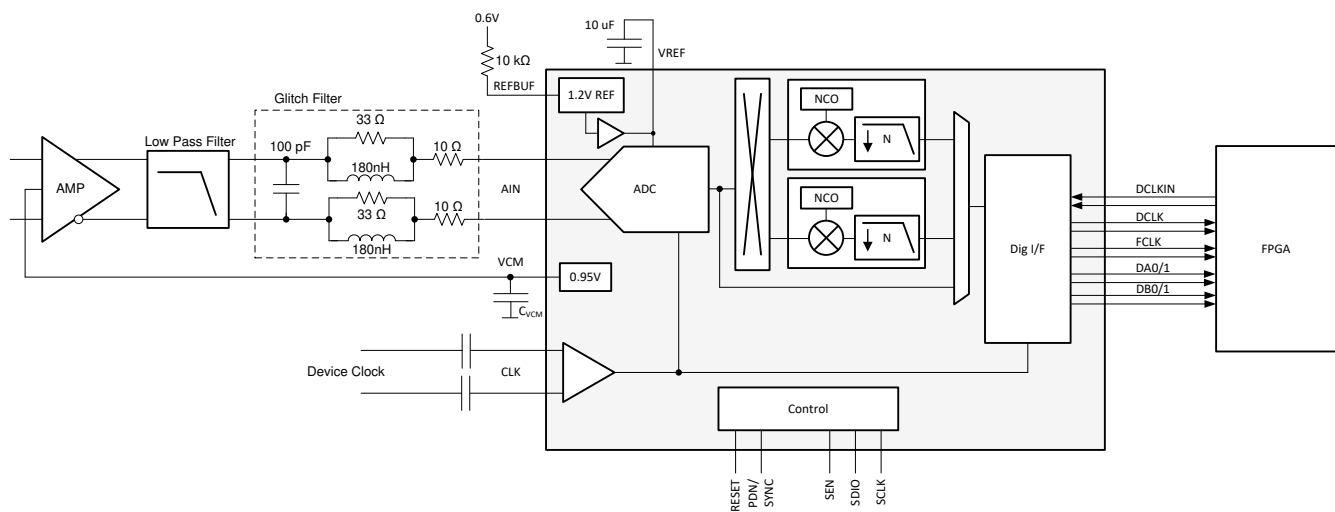 0.6V
10 uF
VREF
10 kΩ
REFBUF
1.2V REF
Glitch Filter
33 Ω
Low Pass Filter
100 pF
10 Ω
180nH
AMP
AIN
ADC
33 Ω
10 Ω
180nH
VCM
0.95V
CVCM
Device Clock
CLK
NCO
N
NCO
N
Dig I/F
DCLKIN
DCLK
FCLK
DA0/1
DB0/1
FPGA
Control
RESET
PDN/
SYNC
SEN
SDIO
SCLK